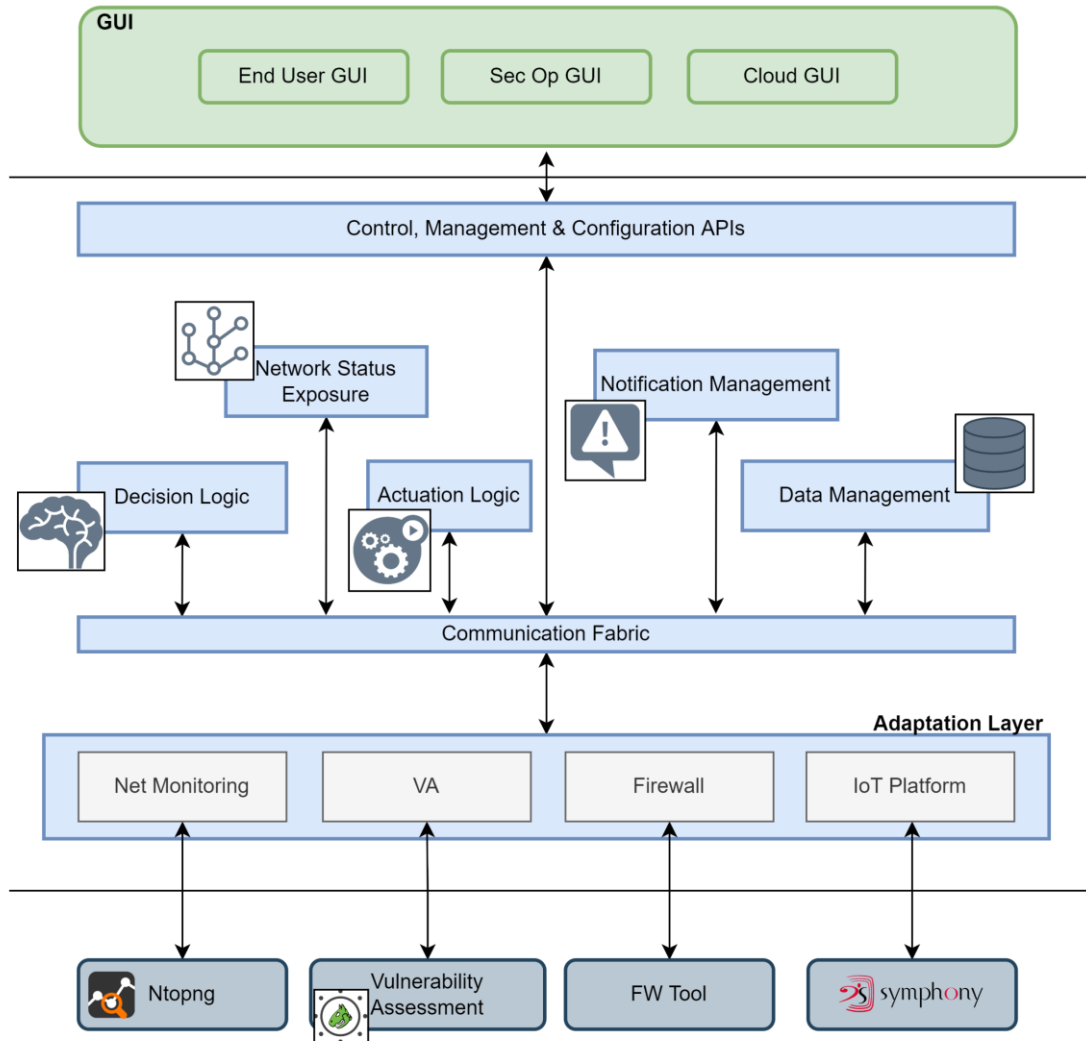 GUI
End User GUI
Sec Op GUI
Cloud GUI
Control, Management & Configuration APIs
Network Status
Exposure
Notification Management
Decision Logic
Actuation Logic
Data Management
Communication Fabric
Adaptation Layer
Net Monitoring
VA
Firewall
IoT Platform
Ntopng
Vulnerability
Assessment
FW Tool
symphony